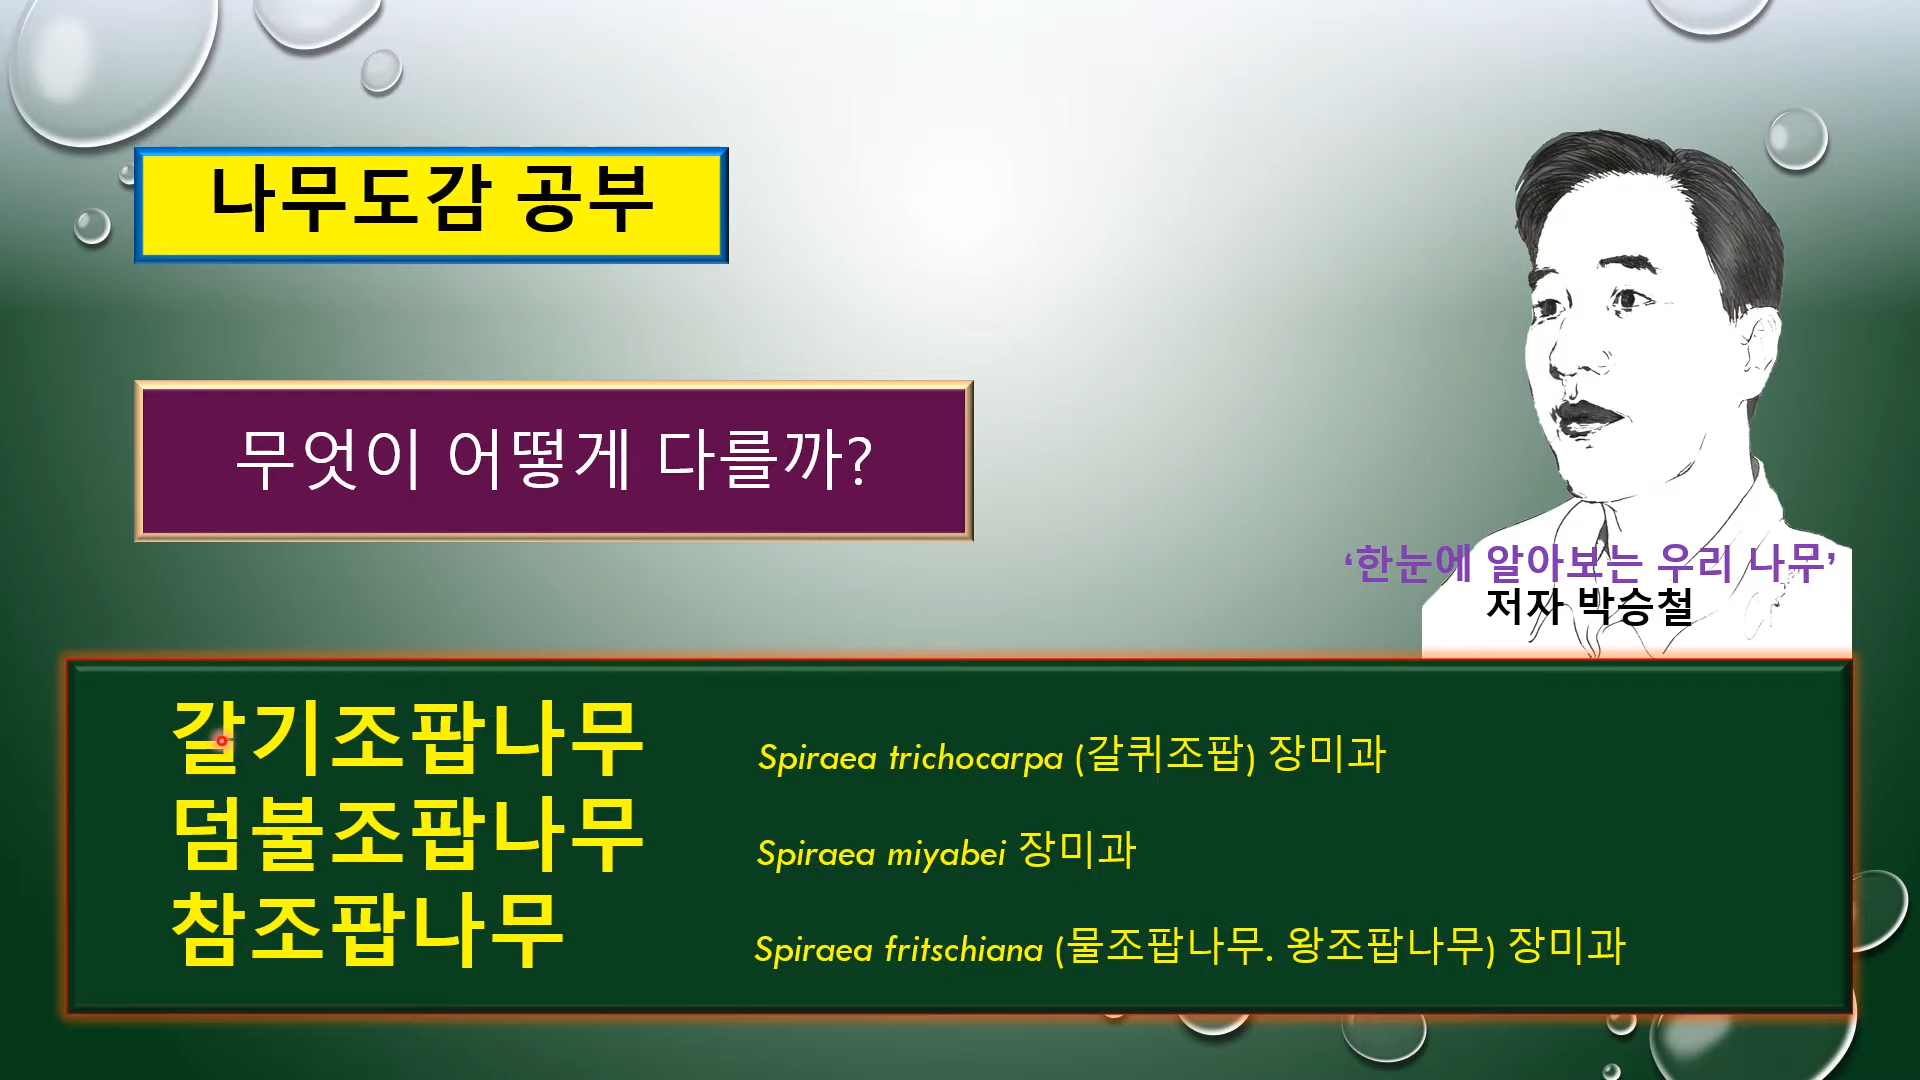 나무도감 공부
무엇이 어떻게 다를까?
‘한눈에 알아보는 우리 나무’
저자 박승철
갈기조팝나무 Spiraea trichocarpa (갈퀴조팝) 장미과
덤불조팝나무 Spiraea miyabei 장미과
참조팝나무 Spiraea fritschiana (물조팝나무. 왕조팝나무) 장미과